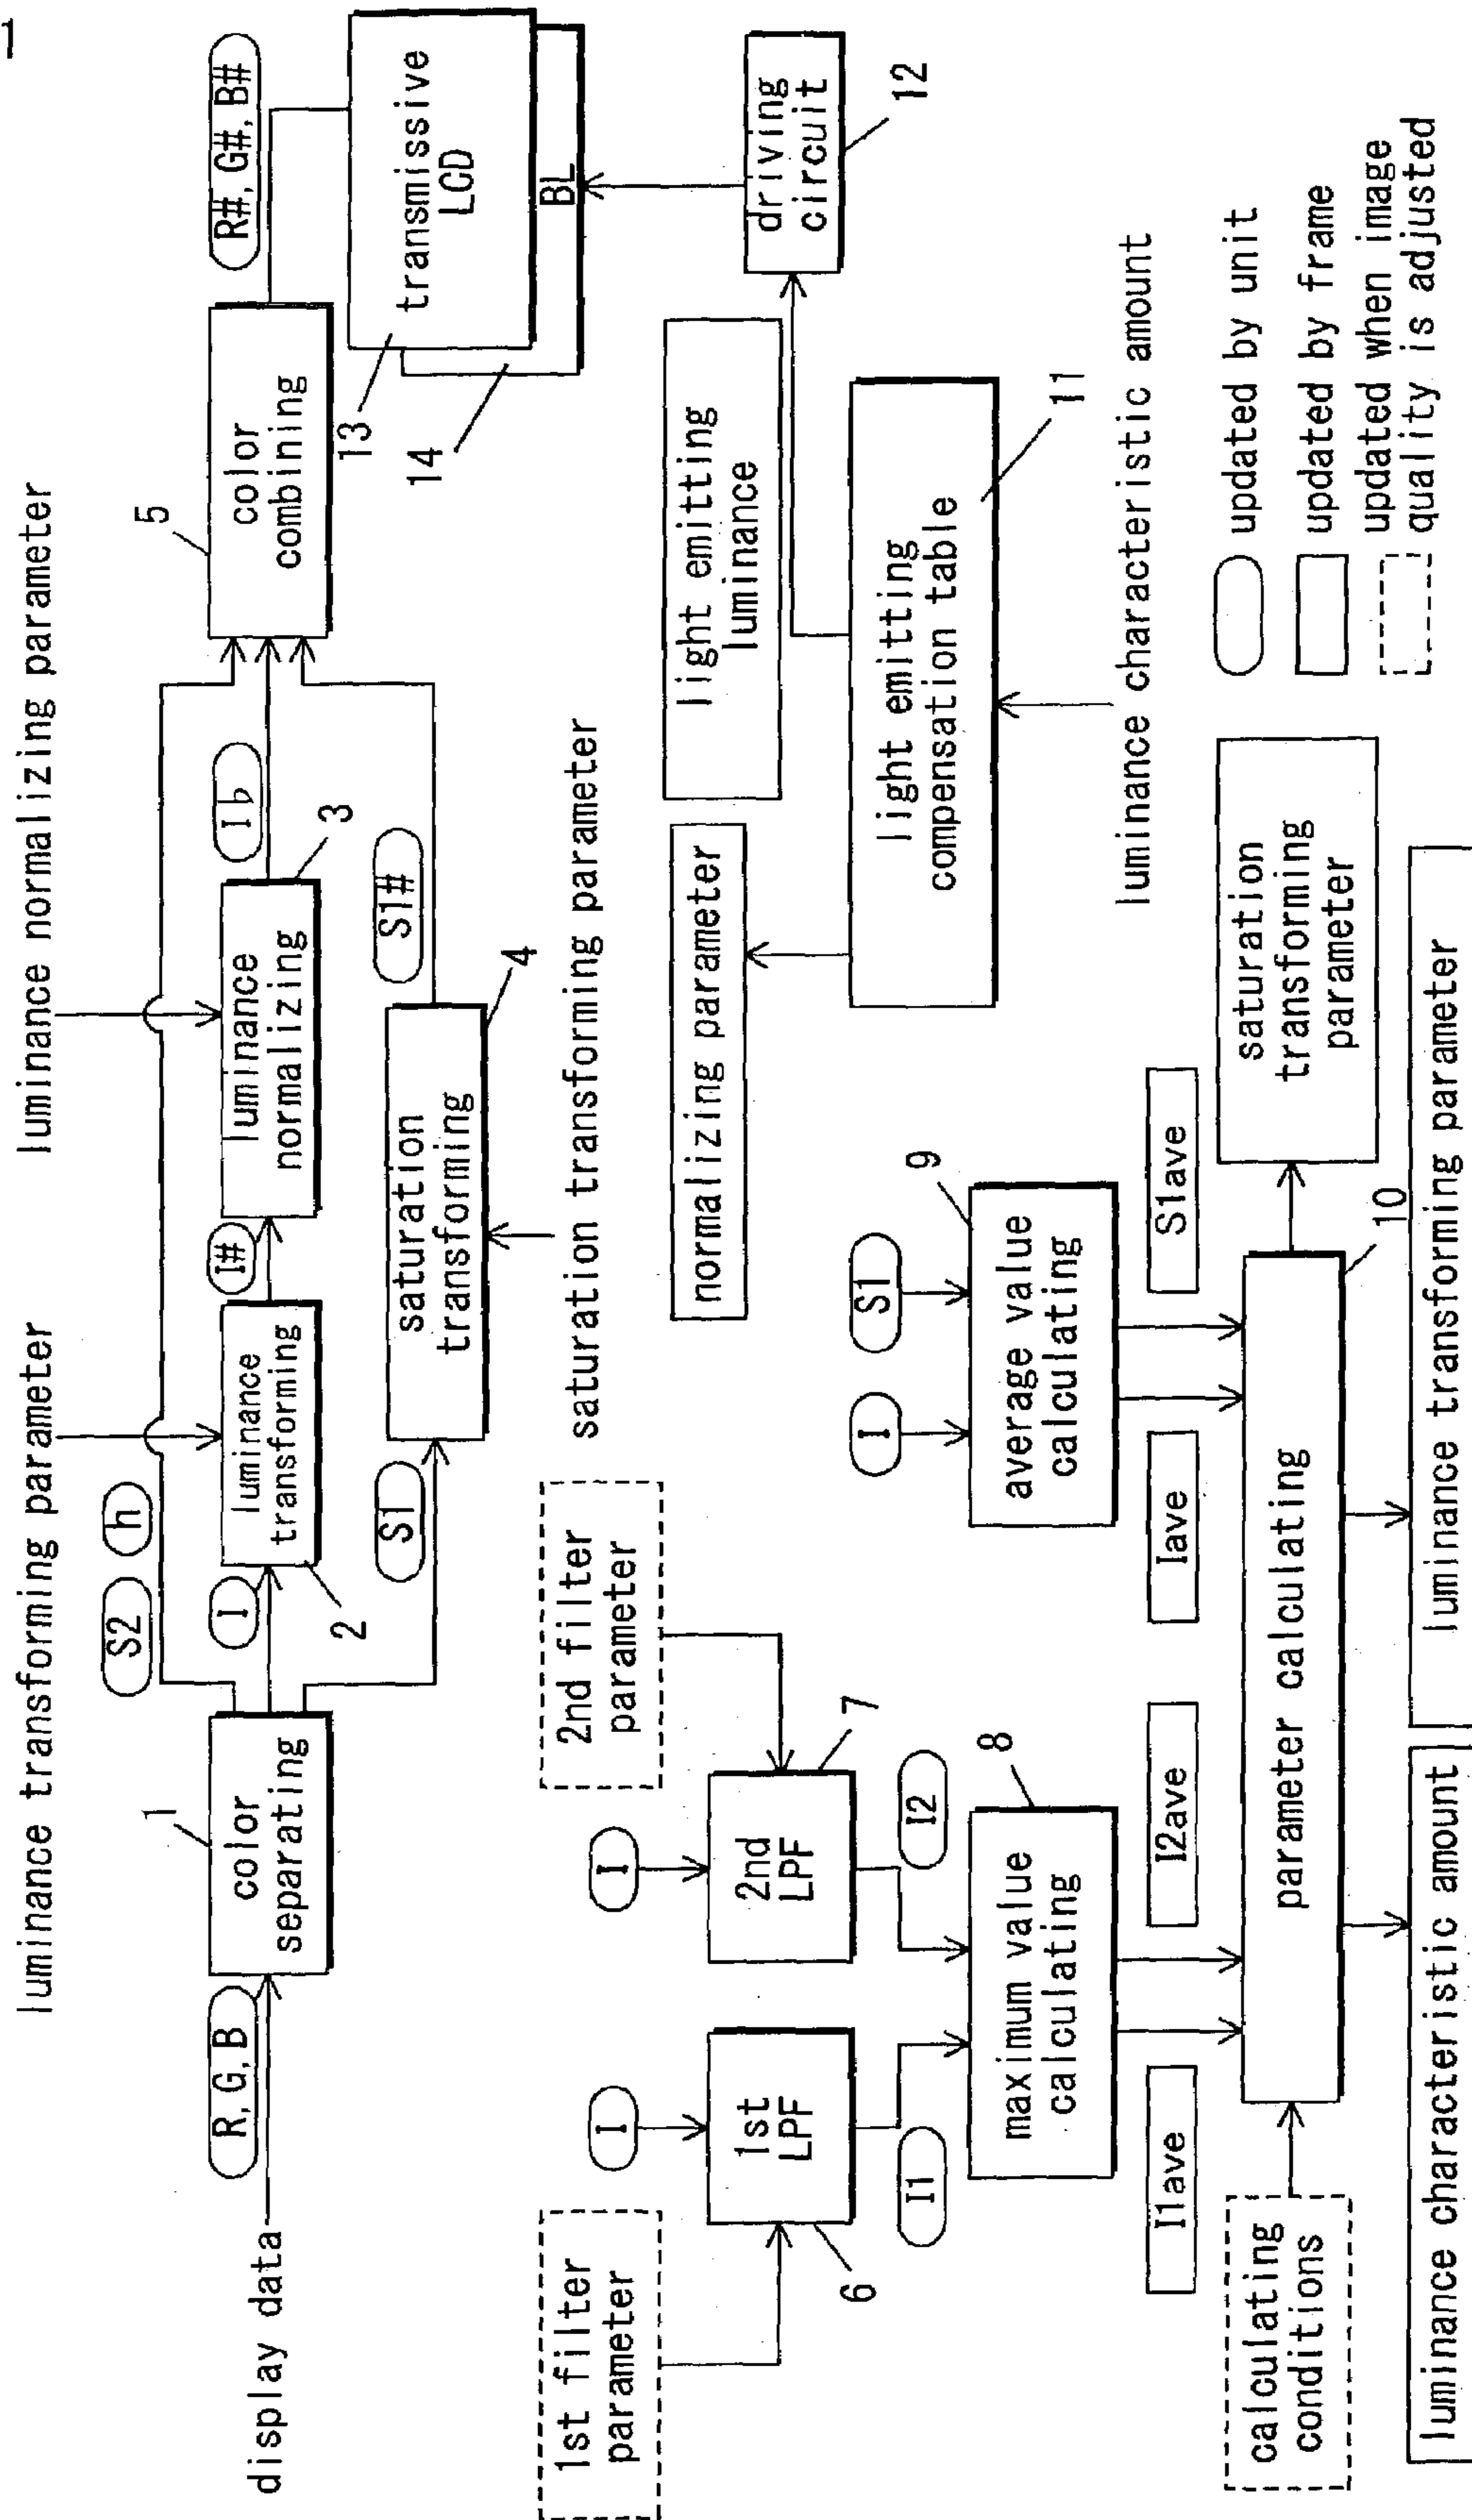 1
luminance transforming parameter
luminance normalizing parameter
S2
h
display data
R, G, B
1
color
separating
I
2
luminance
transforming
I#
luminance
normalizing
3
I♭
5
color
combining
R#, G#, B#
S1
saturation
transforming
4
S1#
saturation transforming parameter
13
transmissive
LCD
14
BL
1st filter
parameter
I
1st
LPF
6
I1
2nd filter
parameter
I
2nd
LPF
7
I2
maximum value
calculating
8
I
S1
average value
calculating
9
I1ave
I2ave
Iave
S1ave
calculating
conditions
parameter calculating
10
saturation
transforming
parameter
luminance characteristic amount
luminance transforming parameter
normalizing parameter
light emitting
luminance
driving
circuit
12
light emitting
compensation table
11
luminance characteristic amount
updated by unit
updated by frame
updated when image
quality is adjusted